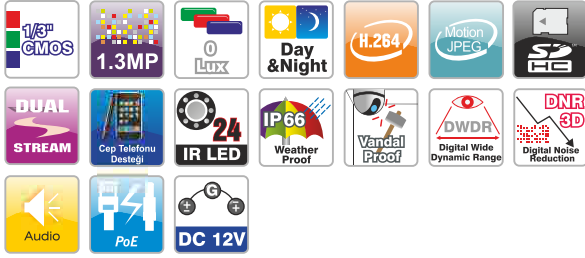 1/3"
CMOS
1.3MP
0
Lux
Day
&Night
H.264
Motion
JPEG
SD
HC
DUAL
STREAM
Cep Telefonu
Desteği
24
IR LED
IP66
Weather
Proof
Vandal
Proof
DWDR
Digital Wide
Dynamic Range
DNR
3D
Digital Noise
Reduction
Audio
PoE
G
±
DC 12V